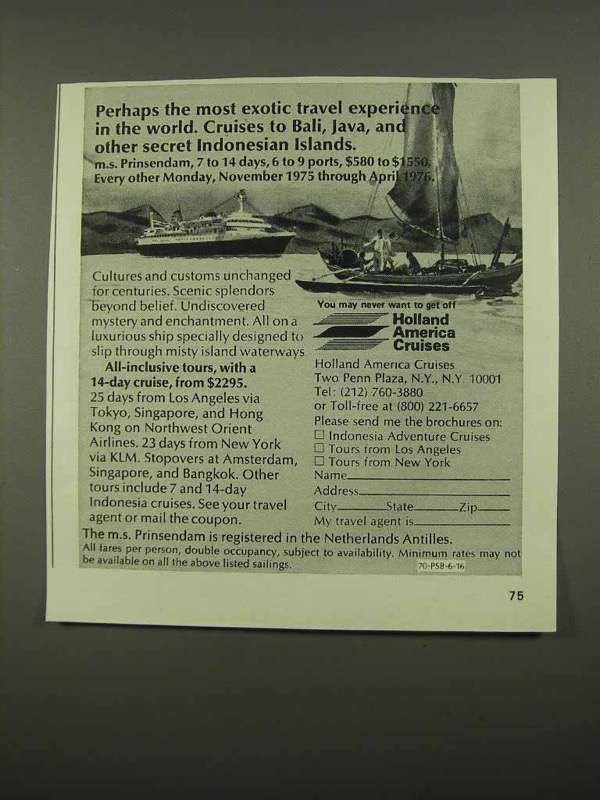 Perhaps the most exotic travel experience
in the world. Cruises to Bali, Java, and
other secret Indonesian Islands.
m.s. Prinsendam, 7 to 14 days, 6 to 9 ports, $580 to $1550.
Every other Monday, November 1975 through April 1976.
Cultures and customs unchanged
for centuries. Scenic splendors
beyond belief. Undiscovered
mystery and enchantment. All on a
luxurious ship specially designed to
slip through misty island waterways
All-inclusive tours, with a
14-day cruise, from $2295.
25 days from Los Angeles via
Tokyo, Singapore, and Hong
Kong on Northwest Orient
Airlines. 23 days from New York
via KLM. Stopovers at Amsterdam,
Singapore, and Bangkok. Other
tours include 7 and 14-day
Indonesia cruises. See your travel
agent or mail the coupon.
You may never want to get off
Holland
America
Cruises
Holland America Cruises
Two Penn Plaza, N.Y., N.Y. 10001
Tel: (212) 760-3880
or Toll-free at (800) 221-6657
Please send me the brochures on:
Indonesia Adventure Cruises
Tours from Los Angeles
Tours from New York
Name
Address
City State Zip
My travel agent is
The m.s. Prinsendam is registered in the Netherlands Antilles.
All fares per person, double occupancy, subject to availability. Minimum rates may not
be available on all the above listed sailings.
70-PSB-6-16
75